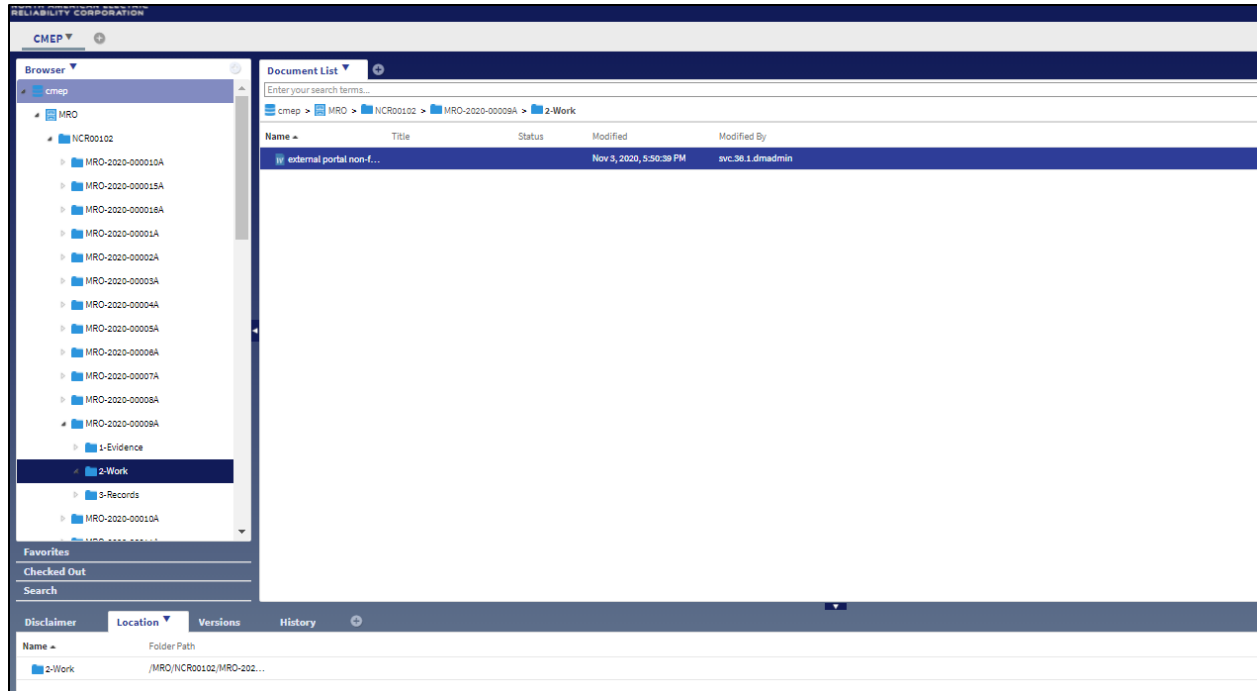 NORTH AMERICAN ELECTRIC
RELIABILITY CORPORATION
CMEP
Browser
cmep
MRO
NCR00102
MRO-2020-000010A
MRO-2020-000015A
MRO-2020-000016A
MRO-2020-00001A
MRO-2020-00002A
MRO-2020-00003A
MRO-2020-00004A
MRO-2020-00005A
MRO-2020-00006A
MRO-2020-00007A
MRO-2020-00008A
MRO-2020-00009A
1-Evidence
2-Work
3-Records
MRO-2020-00010A
Favorites
Checked Out
Search
Document List
Enter your search terms...
cmep > MRO > NCR00102 > MRO-2020-00009A > 2-Work
Name Title Status Modified Modified By
external portal non-f... Nov 3, 2020, 5:50:39 PM svc.36.1.dmadmin
Disclaimer Location Versions History
Name Folder Path
2-Work /MRO/NCR00102/MRO-202...